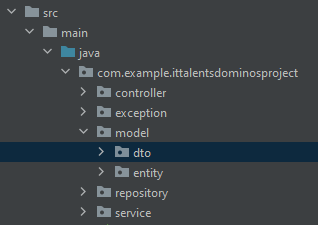 src
main
java
com.example.ittalentsdominosproject
controller
exception
model
dto
entity
repository
service